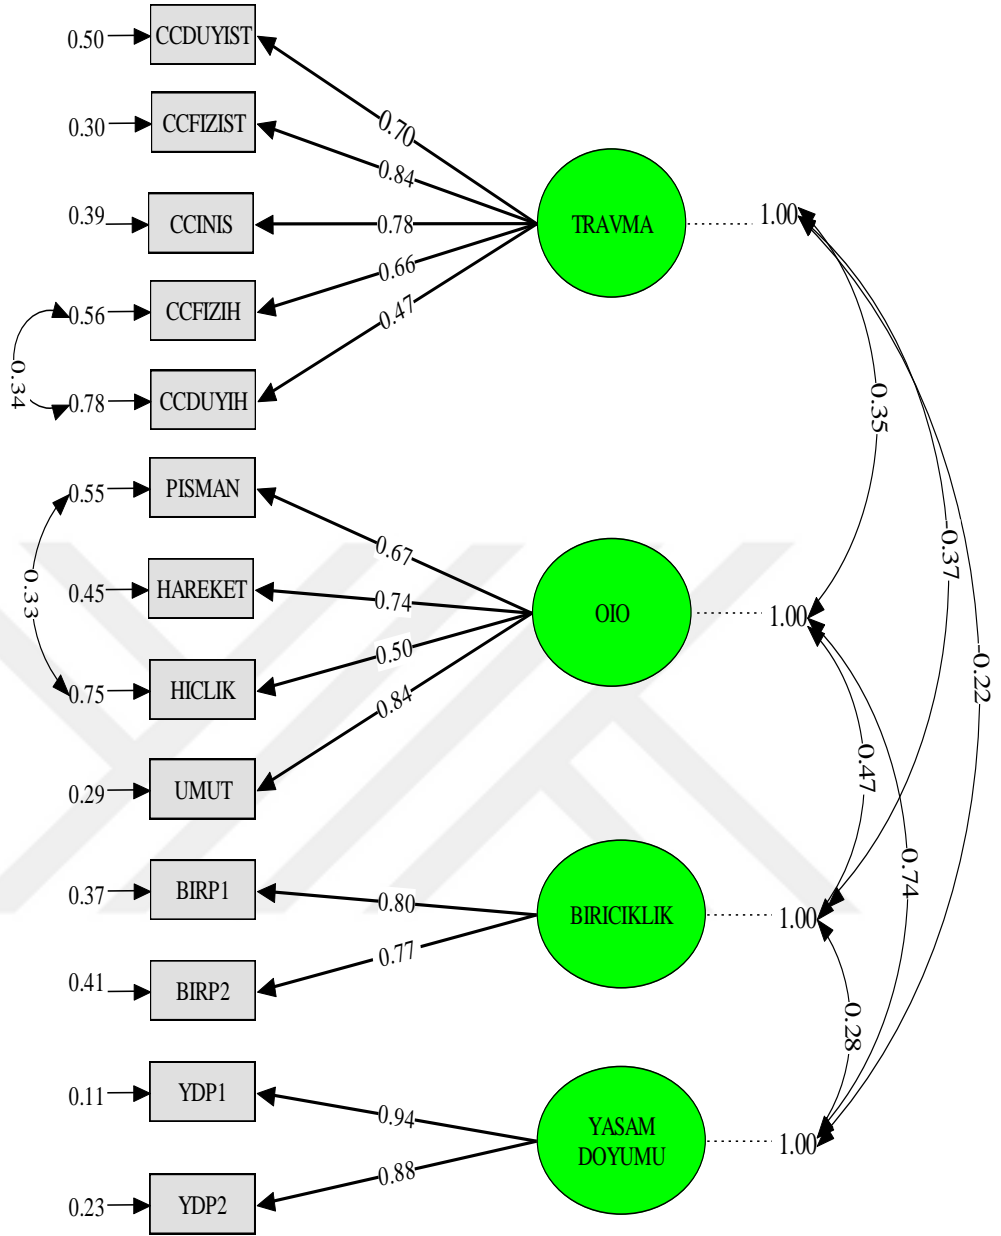 0.50
CCDUYIST
0.70
0.30
CCFIZIST
0.84
0.39
CCINIS
0.78
TRAVMA
1.00
0.56
CCFIZIH
0.66
0.34
0.78
CCDUYIH
0.47
0.35
0.55
PISMAN
0.67
0.33
0.45
HAREKET
0.74
OIO
1.00
0.37
0.75
HICLIK
0.50
0.22
0.29
UMUT
0.84
0.47
0.37
BIRP1
0.80
BIRICIKLIK
1.00
0.74
0.41
BIRP2
0.77
0.28
0.11
YDP1
0.94
YASAM
DOYUMU
1.00
0.23
YDP2
0.88